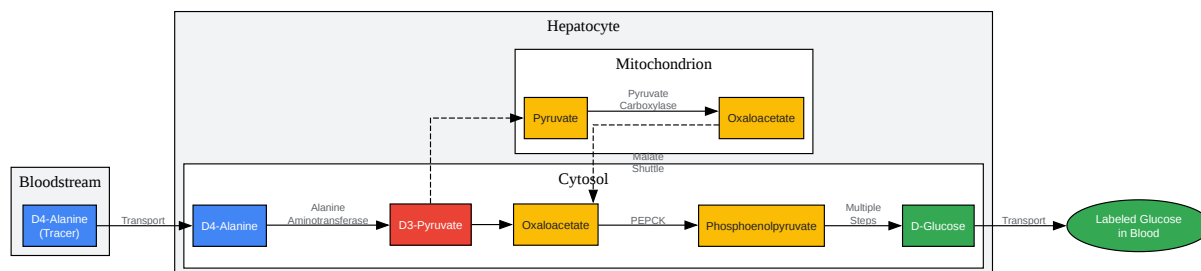 Hepatocyte
Mitochondrion
Pyruvate
Pyruvate
Carboxylase
Oxaloacetate
Malate
Shuttle
Bloodstream
D4-Alanine
(Tracer)
Transport
Cytosol
D4-Alanine
Alanine
Aminotransferase
D3-Pyruvate
Oxaloacetate
PEPCK
Phosphoenolpyruvate
Multiple
Steps
D-Glucose
Transport
Labeled Glucose
in Blood